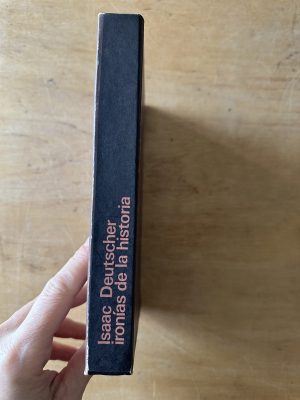 Isaac Deutscher
ironías de la historia